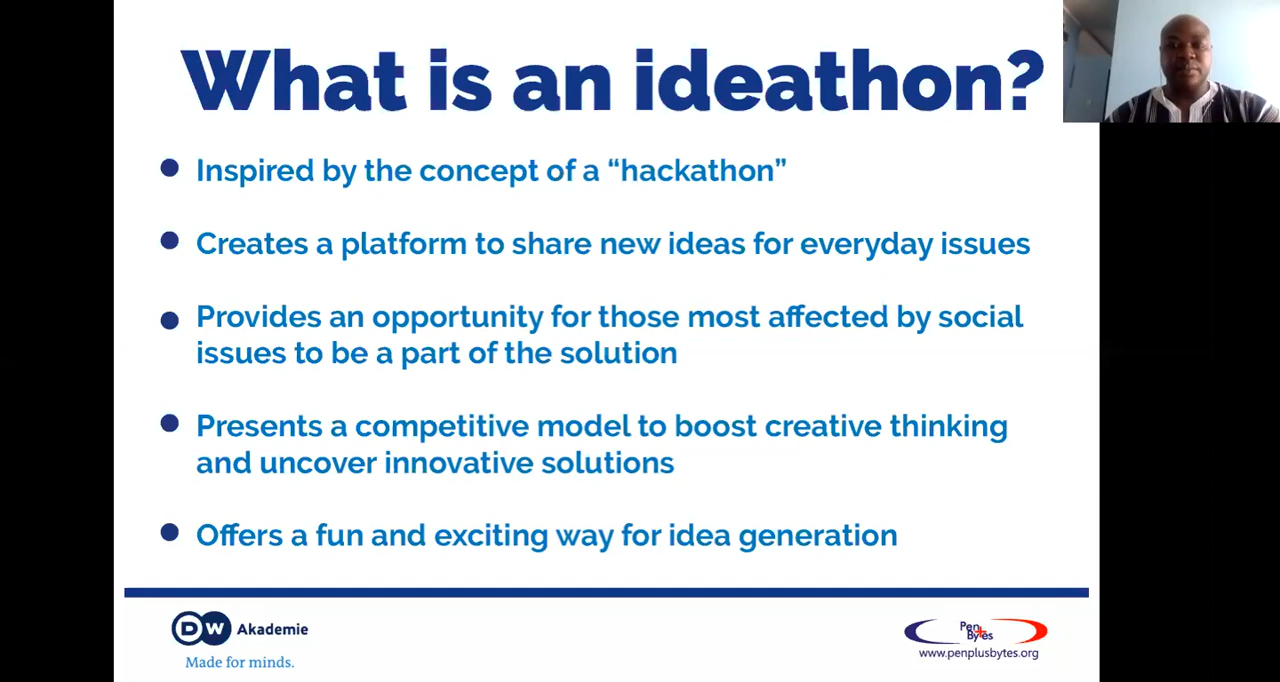 What is an ideathon?
Inspired by the concept of a “hackathon”
Creates a platform to share new ideas for everyday issues
Provides an opportunity for those most affected by social
issues to be a part of the solution
Presents a competitive model to boost creative thinking
and uncover innovative solutions
Offers a fun and exciting way for idea generation
DW Akademie
Made for minds.
Pen
Bytes
www.penplusbytes.org